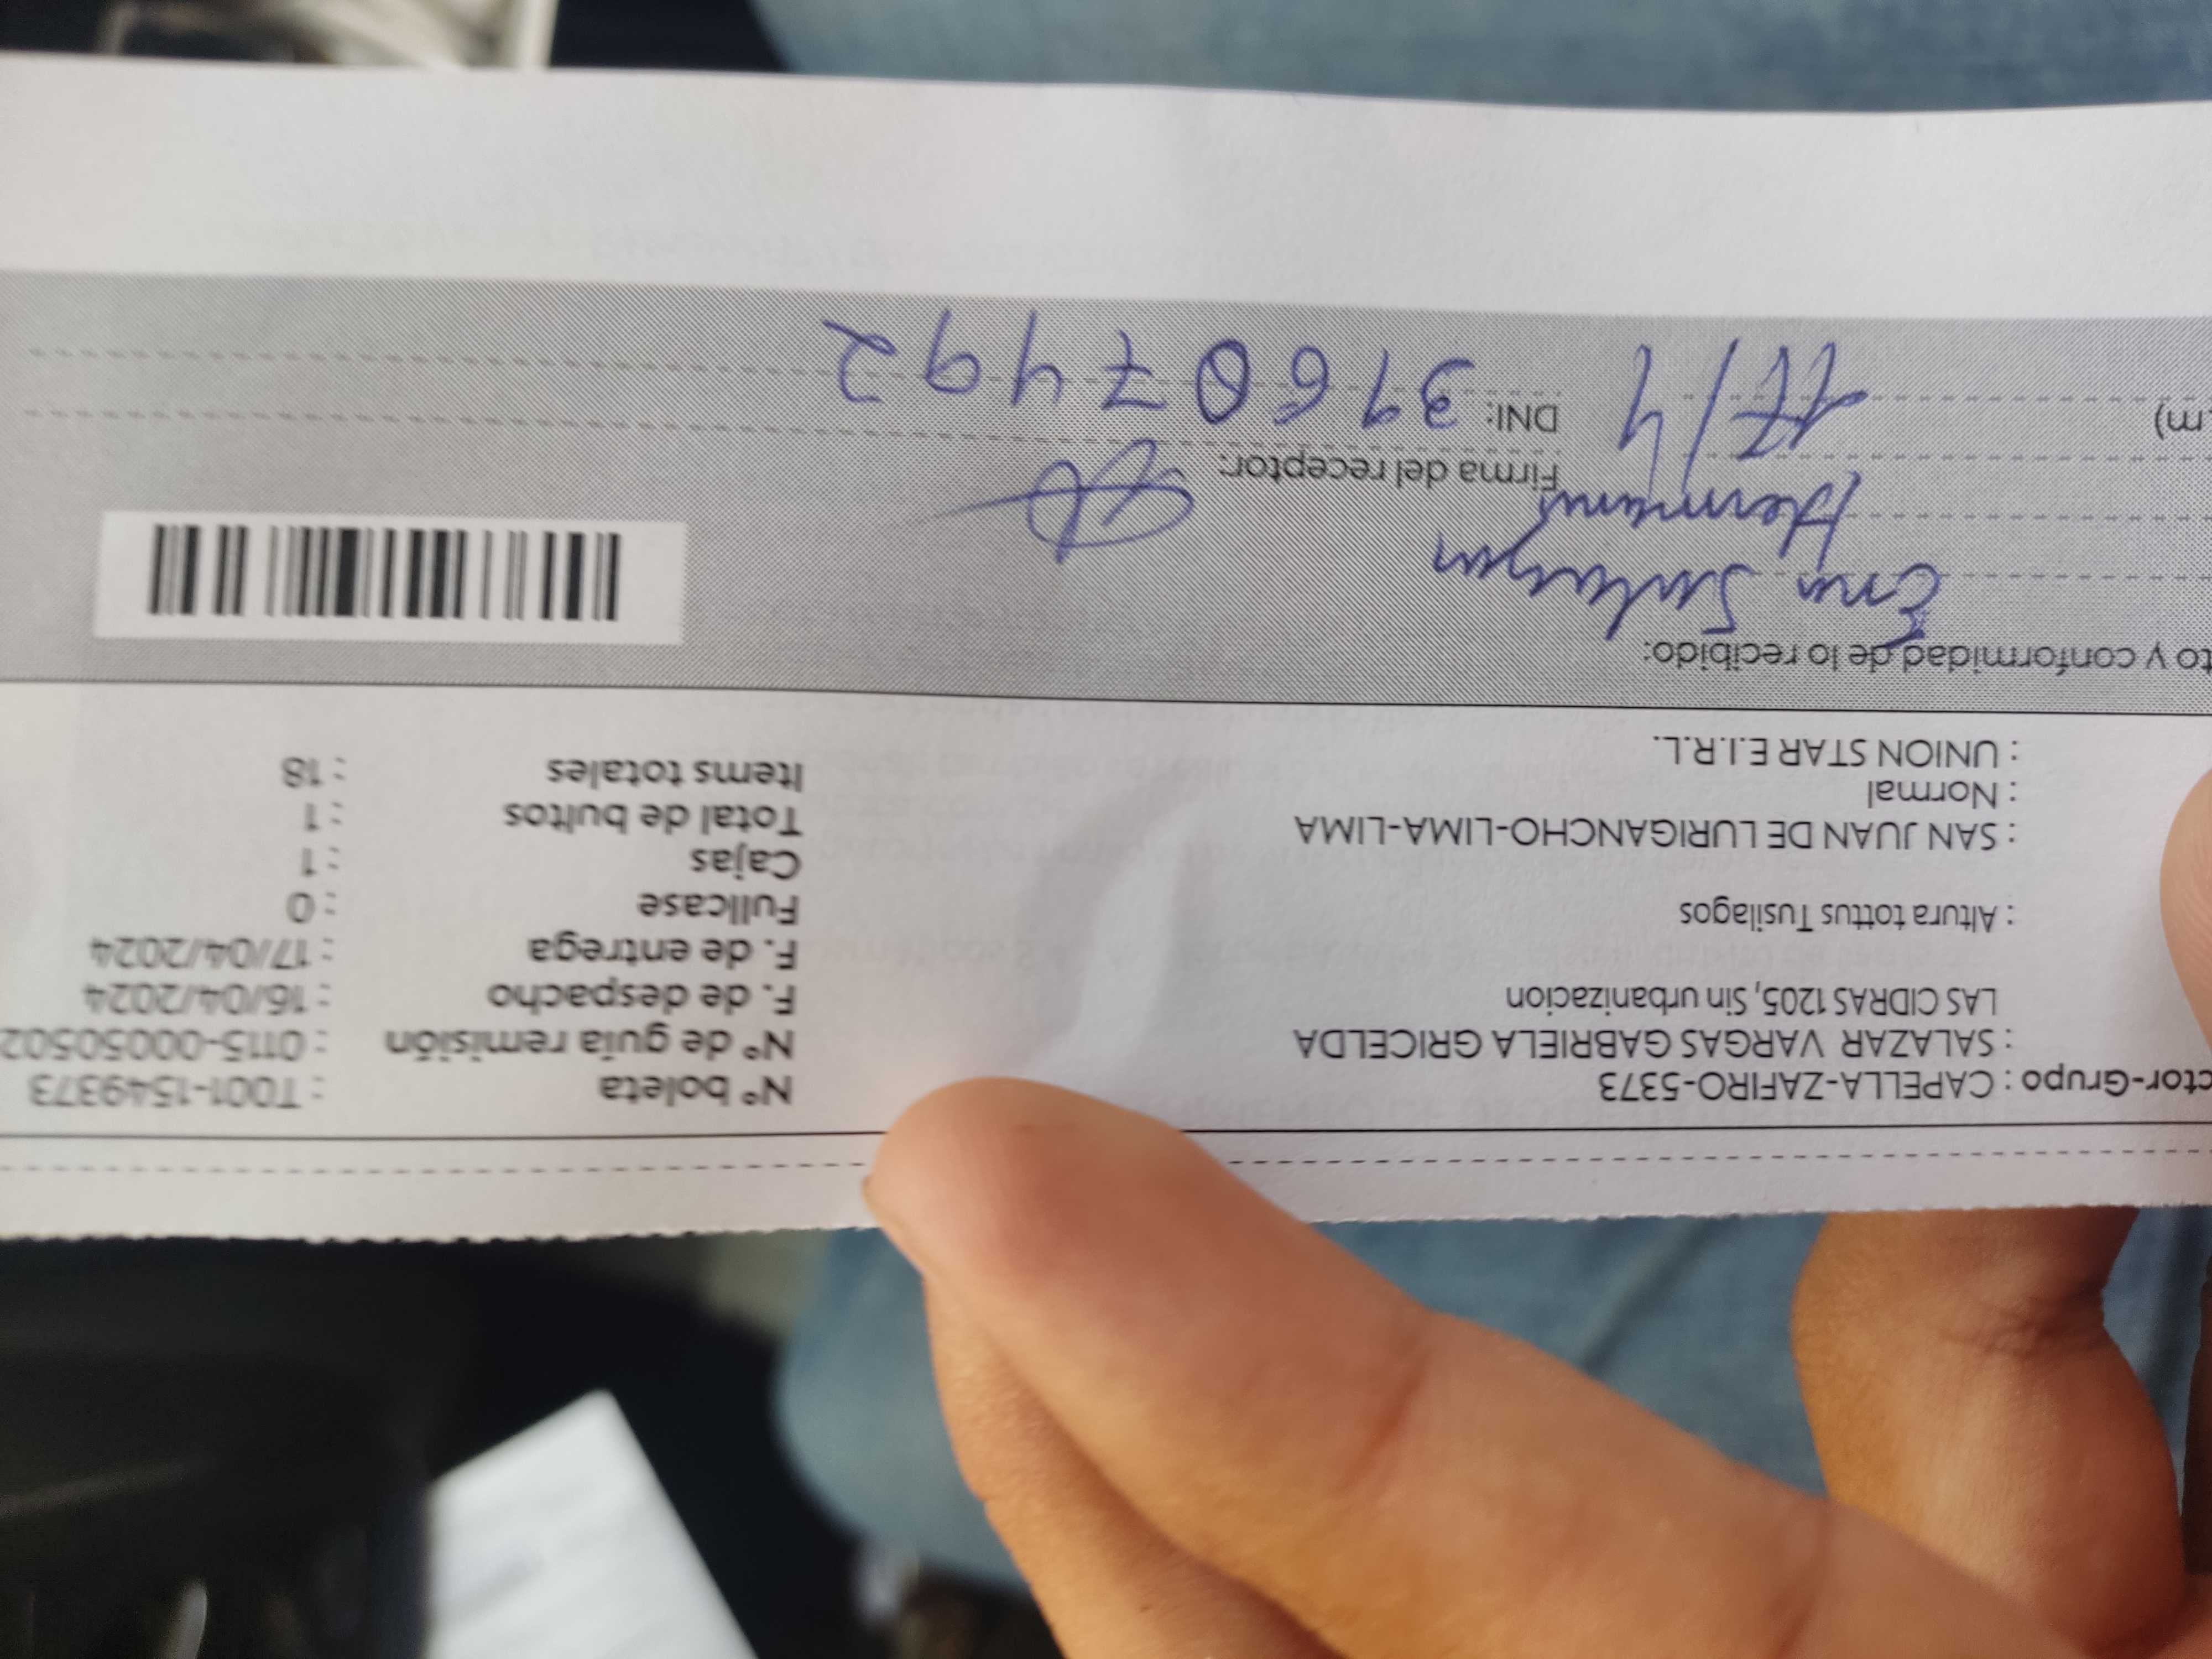 ctor-Grupo : CAPELLA-ZAFIRO-5373 Nº boleta : T001-1549373
: SALAZAR VARGAS GABRIELA GRICELDA Nº de guía remisión : 0115-00050502
LAS CIDRAS 1205, Sin urbanizacion F. de despacho : 16/04/2024
F. de entrega : 17/04/2024
: Altura tottus Tusilagos Fullcase : 0
Cajas : 1
: SAN JUAN DE LURIGANCHO-LIMA-LIMA Total de bultos : 1
: Normal Items totales : 18
: UNION STAR E.I.R.L.
to y conformidad de lo recibido:
Hermana Firma del receptor:
m) 17/4 DNI: 31607492